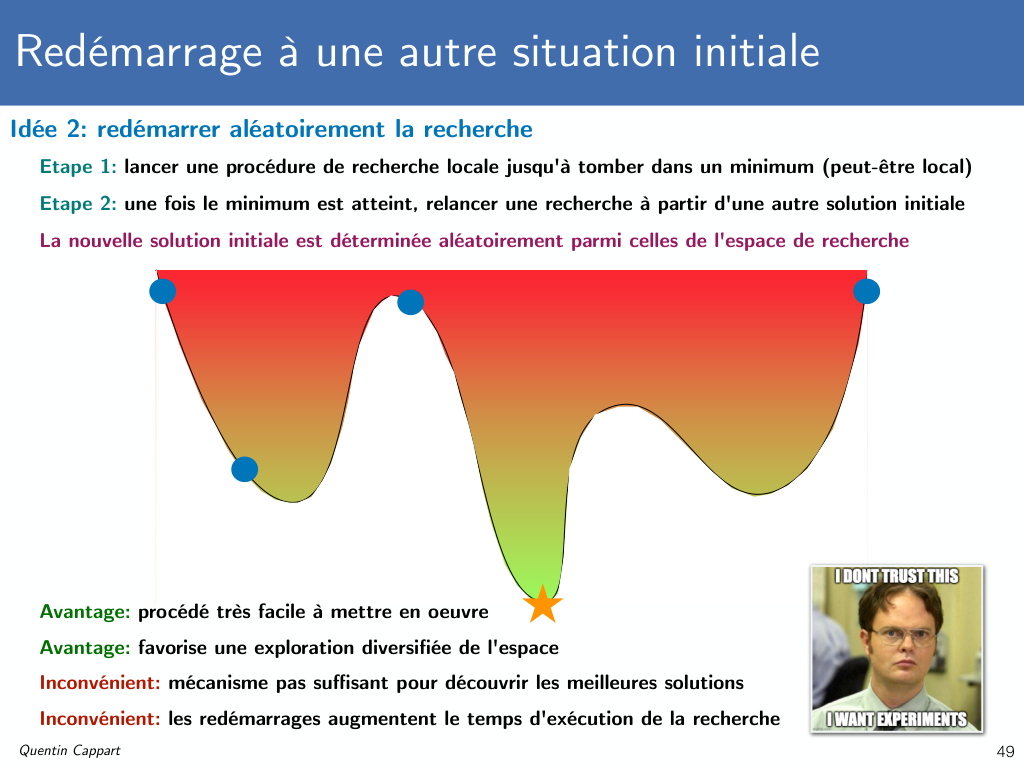 Redémarrage à une autre situation initiale
Idée 2: redémarrer aléatoirement la recherche
Etape 1: lancer une procédure de recherche locale jusqu'à tomber dans un minimum (peut-être local)
Etape 2: une fois le minimum est atteint, relancer une recherche à partir d'une autre solution initiale
La nouvelle solution initiale est déterminée aléatoirement parmi celles de l'espace de recherche
I DONT TRUST THIS
I WANT EXPERIMENTS
Avantage: procédé très facile à mettre en oeuvre
Avantage: favorise une exploration diversifiée de l'espace
Inconvénient: mécanisme pas suffisant pour découvrir les meilleures solutions
Inconvénient: les redémarrages augmentent le temps d'exécution de la recherche
Quentin Cappart
49